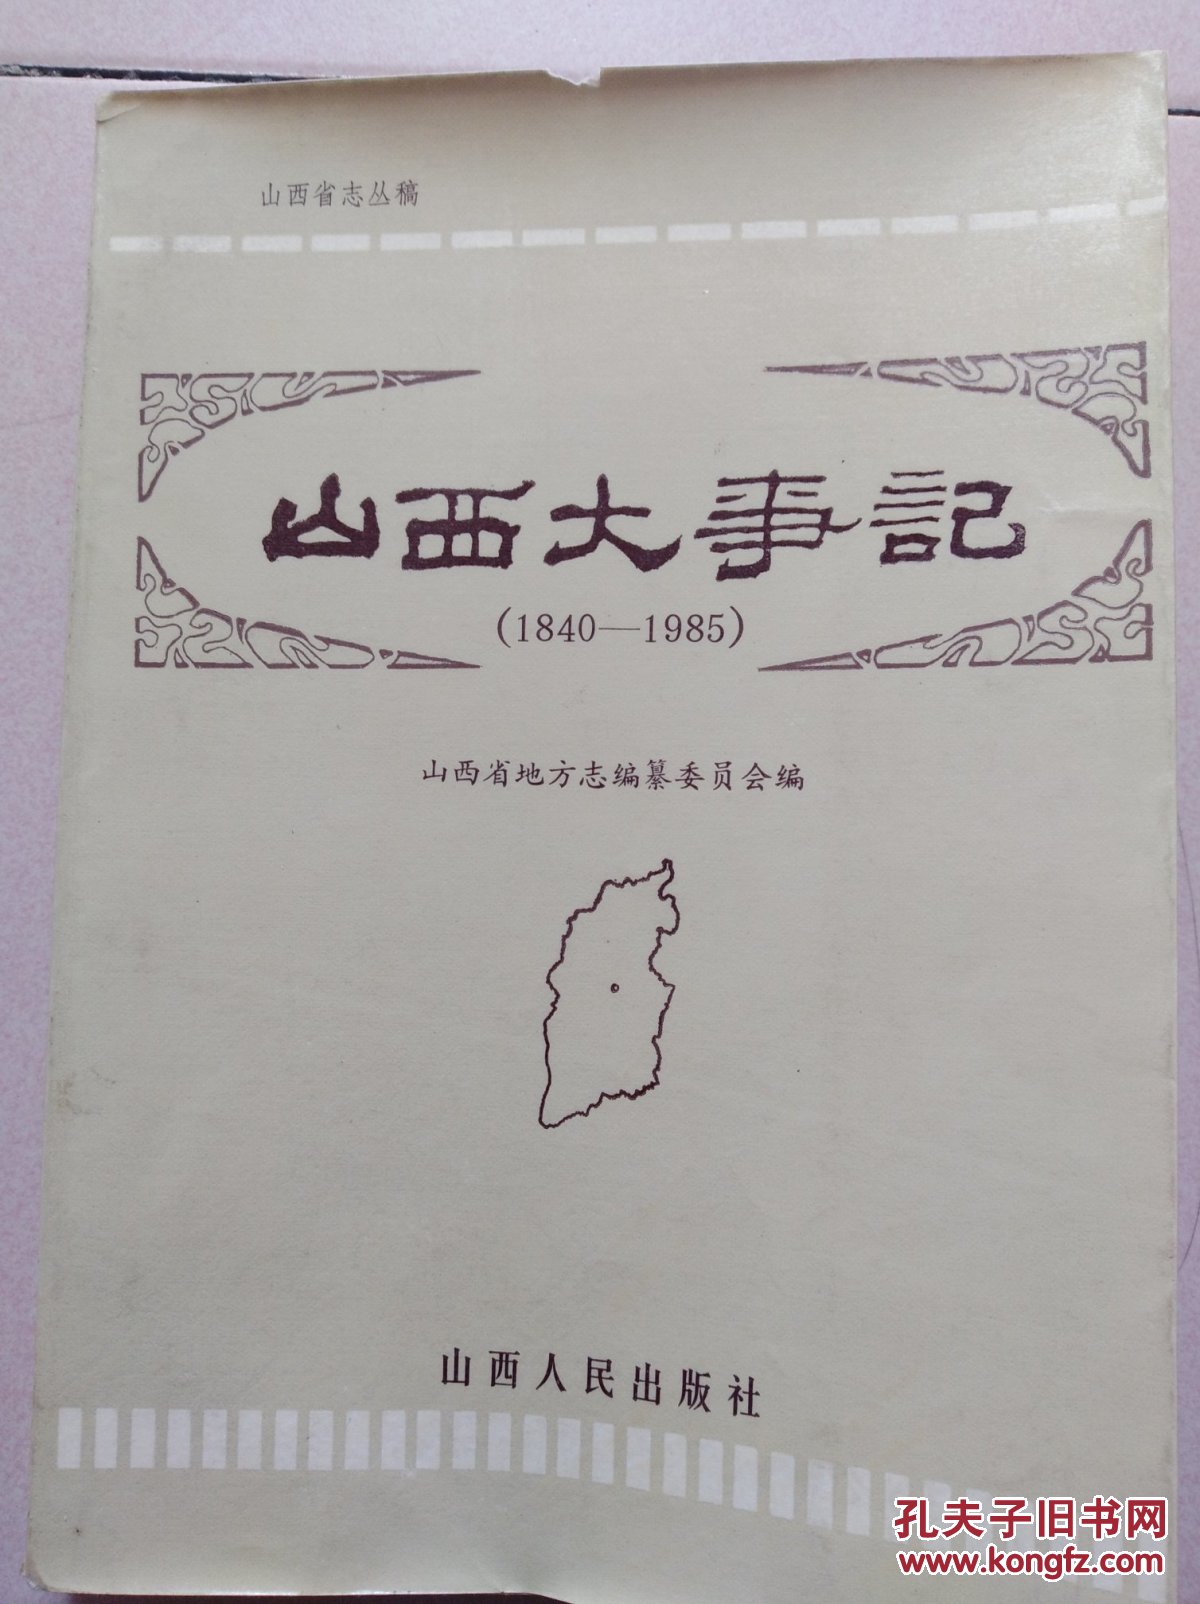 山西省志丛稿
山西大事記
(1840—1985)
山西省地方志编纂委员会编
山西人民出版社
孔夫子旧书网
www.kongfz.com